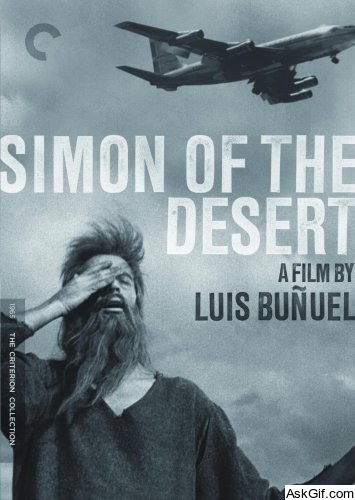 SIMON OF THE
DESERT
A FILM BY
LUIS BUÑUEL
1965
THE CRITERION COLLECTION
AskGif.com